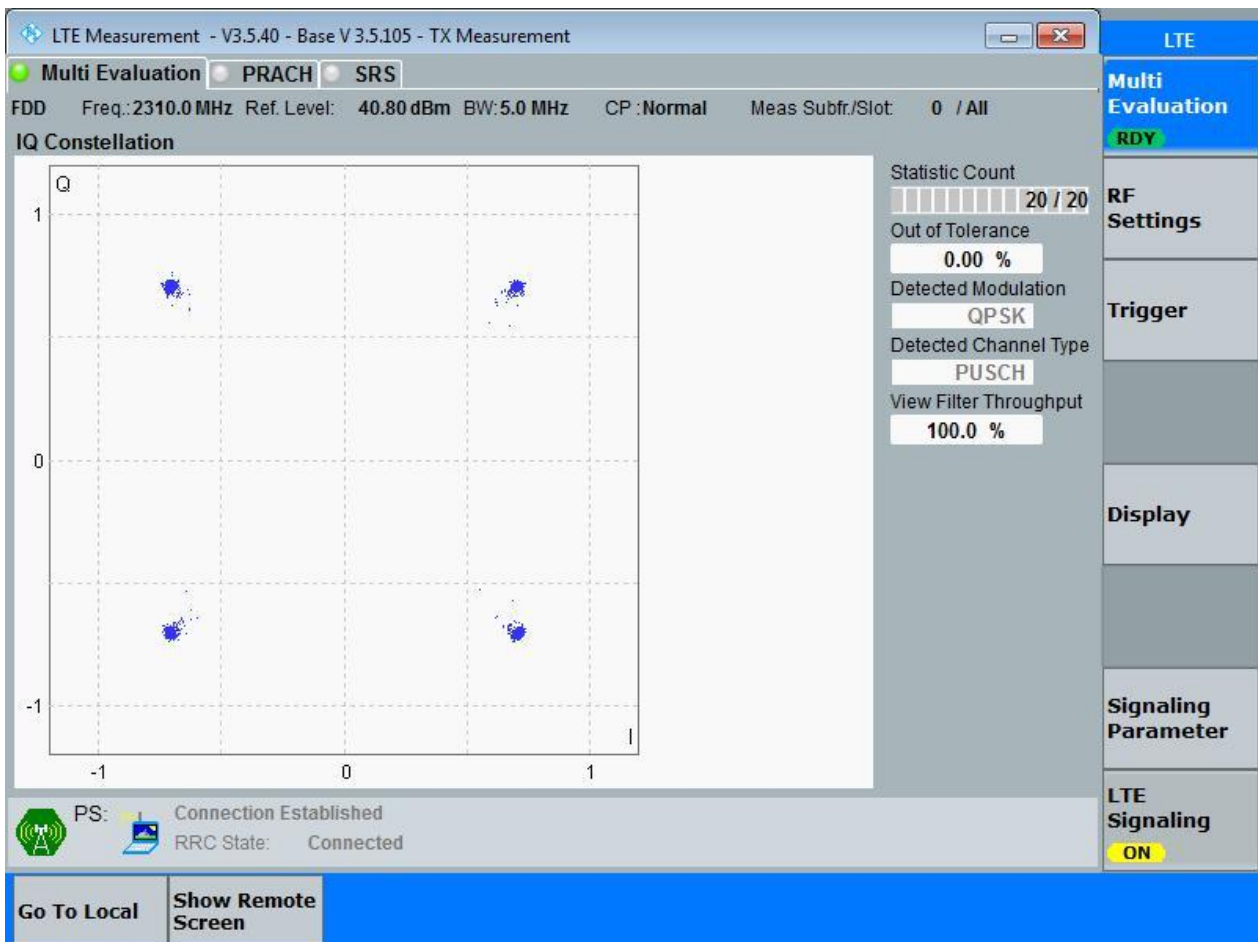 LTE Measurement - V3.5.40 - Base V 3.5.105 - TX Measurement
LTE
Multi Evaluation PRACH SRS
FDD Freq.:2310.0 MHz Ref. Level: 40.80 dBm BW:5.0 MHz CP :Normal Meas Subfr./Slot: 0 / All
IQ Constellation
Q
1
0
-1
I
-1 0 1
Statistic Count
20 / 20
Out of Tolerance
0.00 %
Detected Modulation
QPSK
Detected Channel Type
PUSCH
View Filter Throughput
100.0 %
Multi
Evaluation
RDY
RF
Settings
Trigger
Display
Signaling
Parameter
LTE
Signaling
ON
PS: Connection Established
RRC State: Connected
Go To Local
Show Remote
Screen